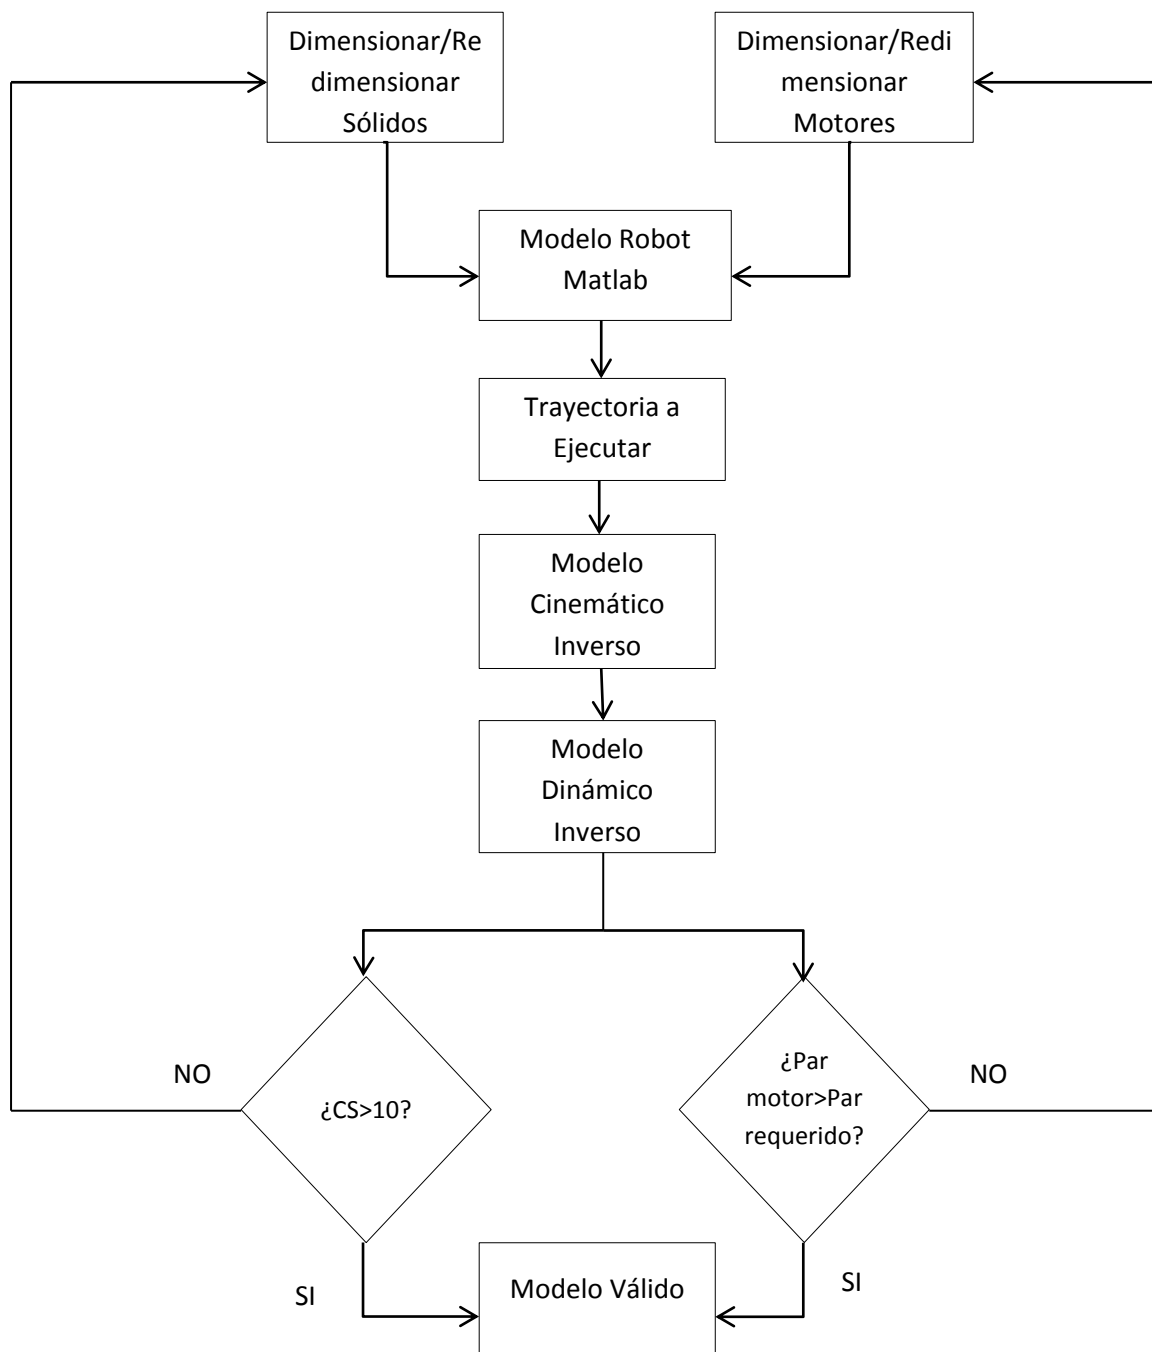 Dimensionar/Re
dimensionar
Sólidos
Dimensionar/Redi
mensionar
Motores
Modelo Robot
Matlab
Trayectoria a
Ejecutar
Modelo
Cinemático
Inverso
Modelo
Dinámico
Inverso
NO
¿CS>10?
¿Par
motor>Par
requerido?
NO
SI
Modelo Válido
SI